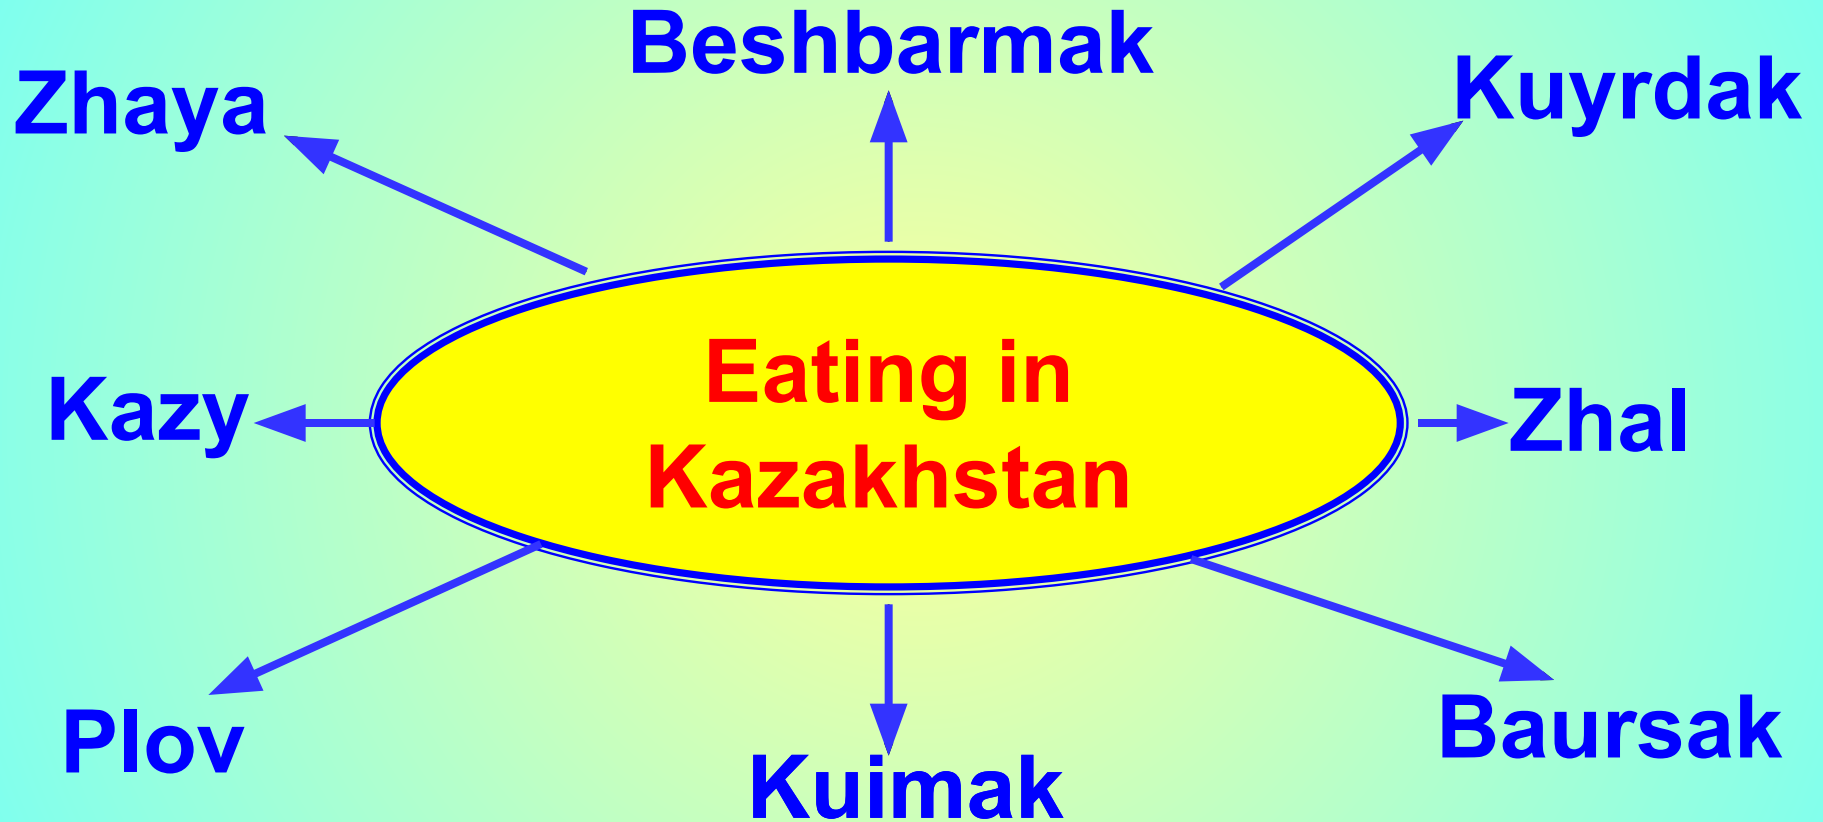 Beshbarmak
Zhaya
Kuyrdak
Eating in
Kazakhstan
Kazy
Zhal
Plov
Baursak
Kuimak